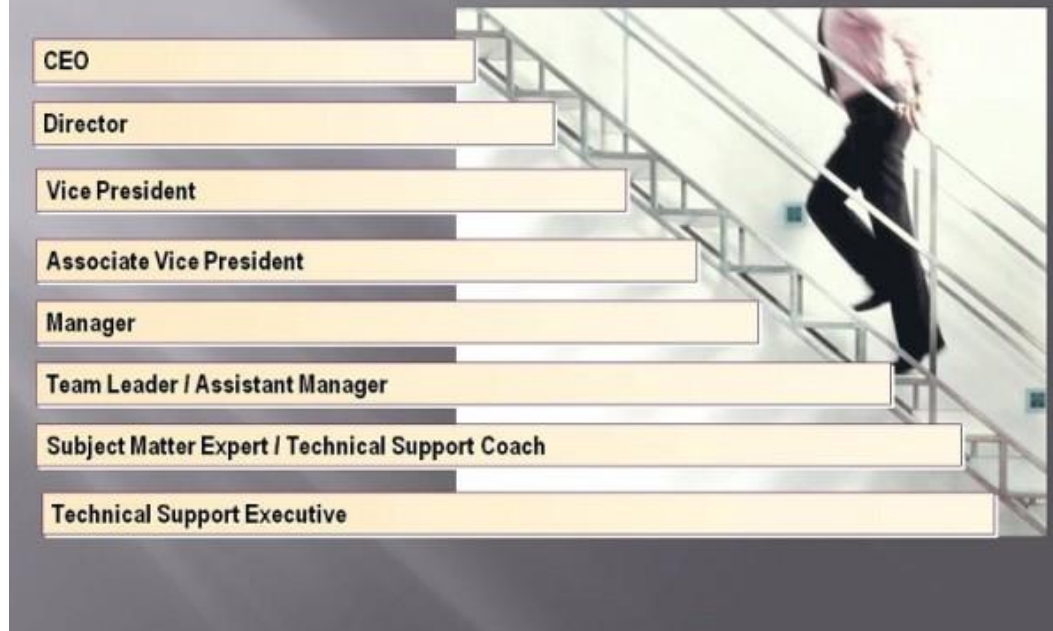 CEO
Director
Vice President
Associate Vice President
Manager
Team Leader / Assistant Manager
Subject Matter Expert / Technical Support Coach
Technical Support Executive